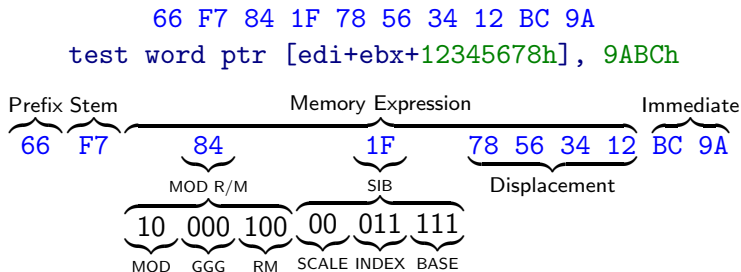 66 F7 84 1F 78 56 34 12 BC 9A
test word ptr [edi+ebx+12345678h], 9ABCh
Prefix Stem Memory Expression Immediate
66 F7 84 1F 78 56 34 12 BC 9A
MOD R/M SIB Displacement
10 000 100 00 011 111
MOD GGG RM SCALE INDEX BASE